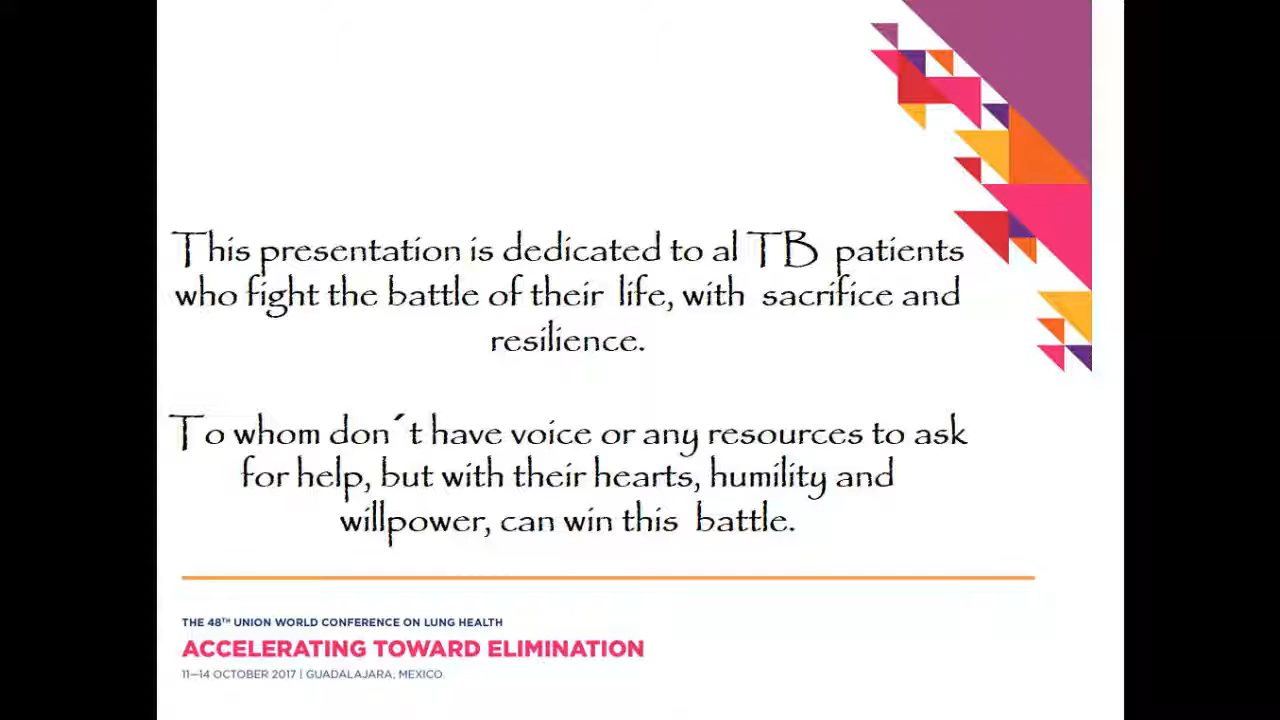 This presentation is dedicated to al TB patients
who fight the battle of their life, with sacrifice and
resilience.
To whom don´t have voice or any resources to ask
for help, but with their hearts, humility and
willpower, can win this battle.
THE 48TH UNION WORLD CONFERENCE ON LUNG HEALTH
ACCELERATING TOWARD ELIMINATION
11–14 OCTOBER 2017 | GUADALAJARA, MEXICO